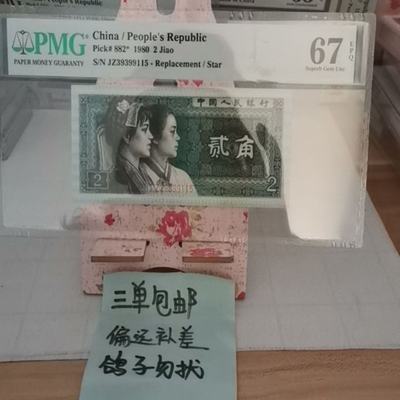 PMG
PAPER MONEY GUARANTY
China / People's Republic
Pick# 882* 1980 2 Jiao
S/N JZ39399115 - Replacement / Star
67
EPQ
Superb Gem Unc
中国人民银行
贰角
2
2
三单包邮
偏远补差
鸽子勿扰